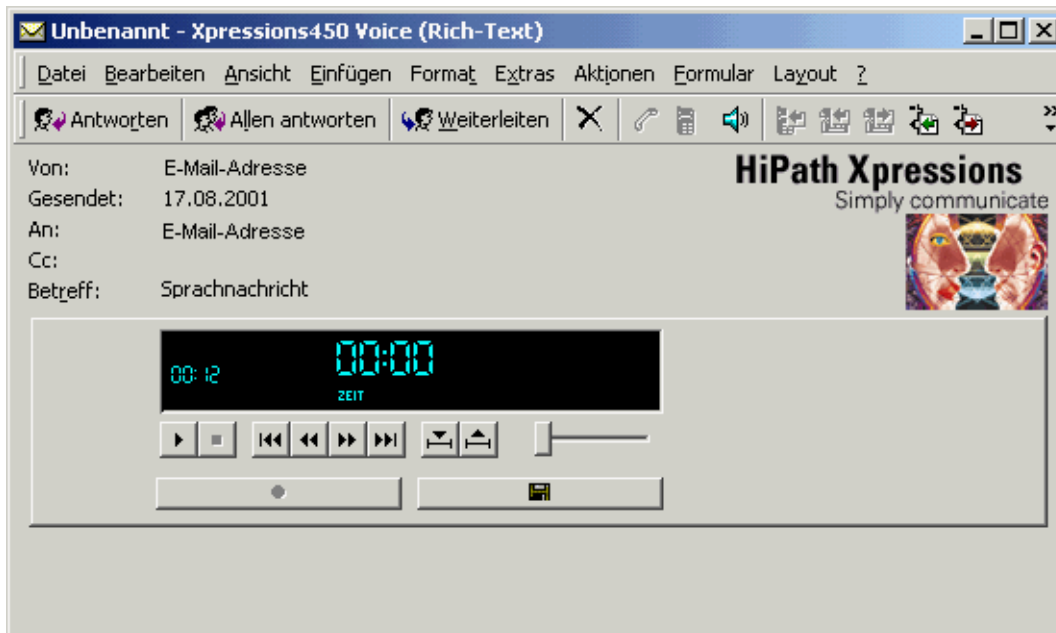 Unbenannt - Xpressions450 Voice (Rich-Text)
Datei Bearbeiten Ansicht Einfügen Format Extras Aktionen Formular Layout ?
Antworten Allen antworten Weiterleiten
HiPath Xpressions
Simply communicate
Von: E-Mail-Adresse
Gesendet: 17.08.2001
An: E-Mail-Adresse
Cc:
Betreff: Sprachnachricht
00:12 00:00
ZEIT